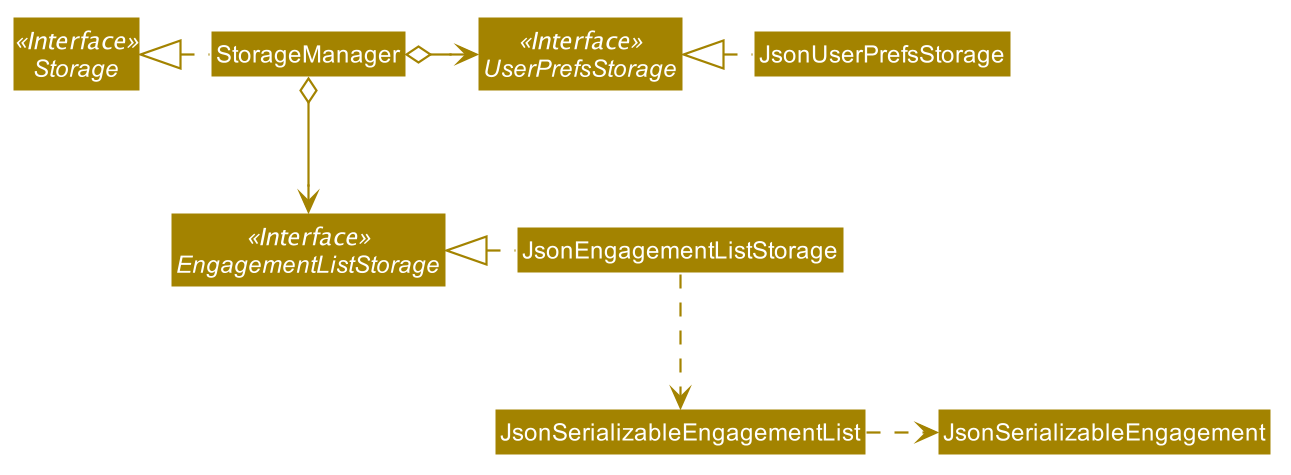 «Interface»
Storage
StorageManager
«Interface»
UserPrefsStorage
JsonUserPrefsStorage
«Interface»
EngagementListStorage
JsonEngagementListStorage
JsonSerializableEngagementList
JsonSerializableEngagement